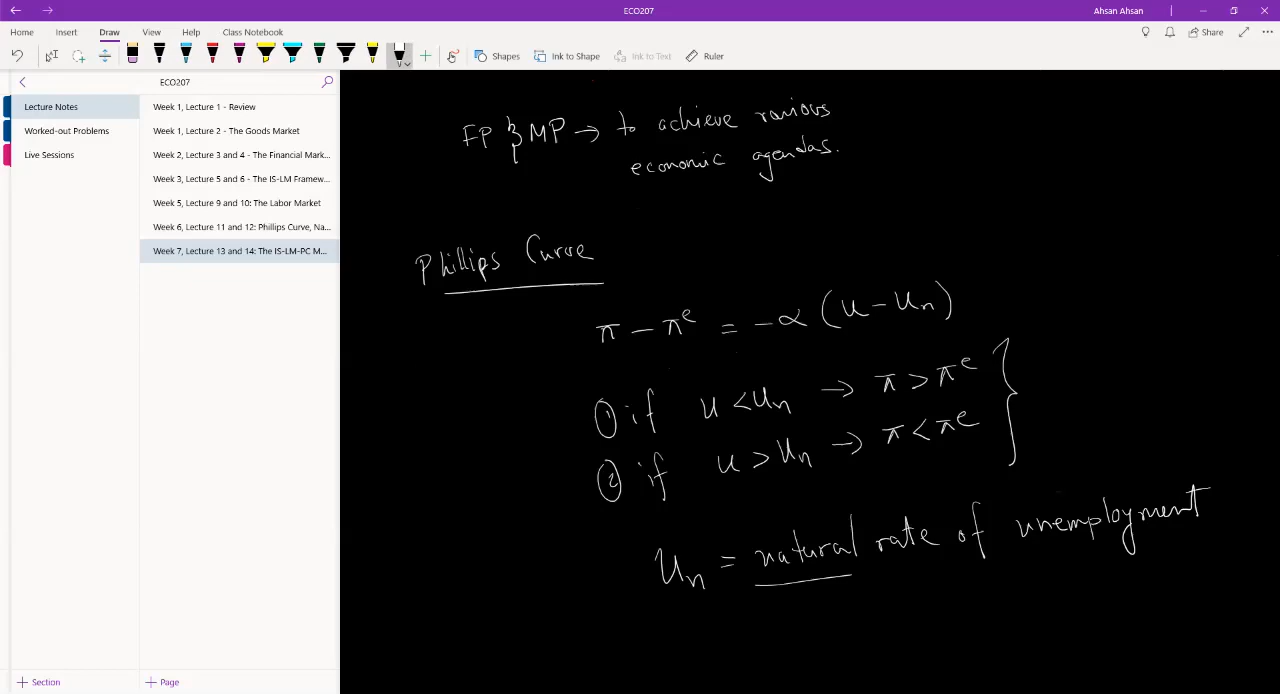 ECO207
Ahsan Ahsan
Home Insert Draw View Help Class Notebook
Share
Shapes Ink to Shape Ink to Text Ruler
ECO207
Lecture Notes
Worked-out Problems
Live Sessions
Week 1, Lecture 1 - Review
Week 1, Lecture 2 - The Goods Market
Week 2, Lecture 3 and 4 - The Financial Mark...
Week 3, Lecture 5 and 6 - The IS-LM Framew...
Week 5, Lecture 9 and 10: The Labor Market
Week 6, Lecture 11 and 12: Phillips Curve, Na...
Week 7, Lecture 13 and 14: The IS-LM-PC M...
FP & MP → to achieve various
economic agendas.
Phillips Curve
π − π^e = −α (u − u_n)
① if u < u_n → π > π^e
② if u > u_n → π < π^e
u_n = natural rate of unemployment
+ Section
+ Page